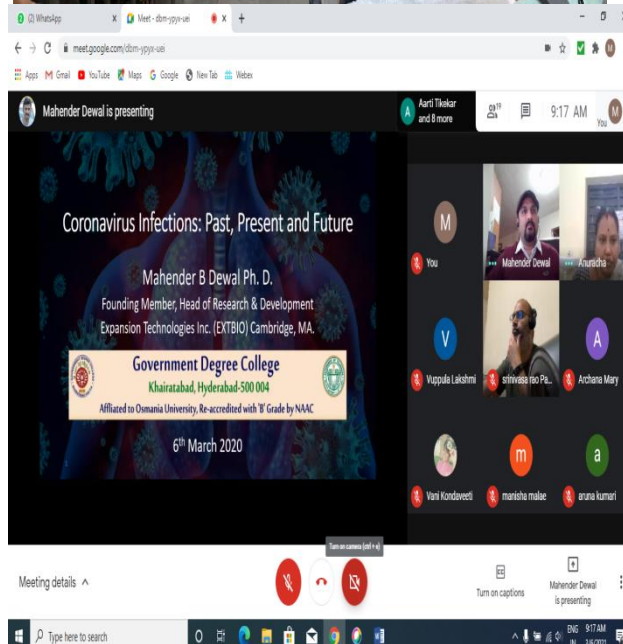 (2) WhatsApp
Meet - dbm-ypyx-uei
meet.google.com/dbm-ypyx-uei
M
Apps
Gmail
YouTube
Maps
Google
New Tab
Webex
Mahender Dewal is presenting
A
Aarti Tikekar
and 8 more
19
9:17 AM
You
M
Coronavirus Infections: Past, Present and Future
Mahender B Dewal Ph. D.
Founding Member, Head of Research & Development
Expansion Technologies Inc. (EXTBIO) Cambridge, MA.
Government Degree College
Khairatabad, Hyderabad-500 004
Affliated to Osmania University, Re-accredited with 'B' Grade by NAAC
6th March 2020
M
You
Mahender Dewal
Anuradha
V
Vuppula Lakshmi
srinivasa rao Pa...
A
Archana Mary
Vani Kondaveeti
m
manisha malae
a
aruna kumari
Turn on camera (ctrl + e)
Meeting details
Turn on captions
Mahender Dewal
is presenting
Type here to search
ENG
9:17 AM
IN